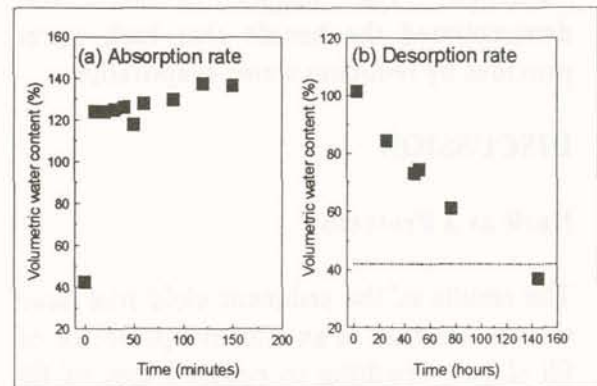 (a) Absorption rate
(b) Desorption rate
Volumetric water content (%)
160
140
120
100
80
60
40
20
0 50 100 150 200
Time (minutes)
Volumetric water content (%)
120
100
80
60
40
20
0 20 40 60 80 100 120 140 160
Time (hours)